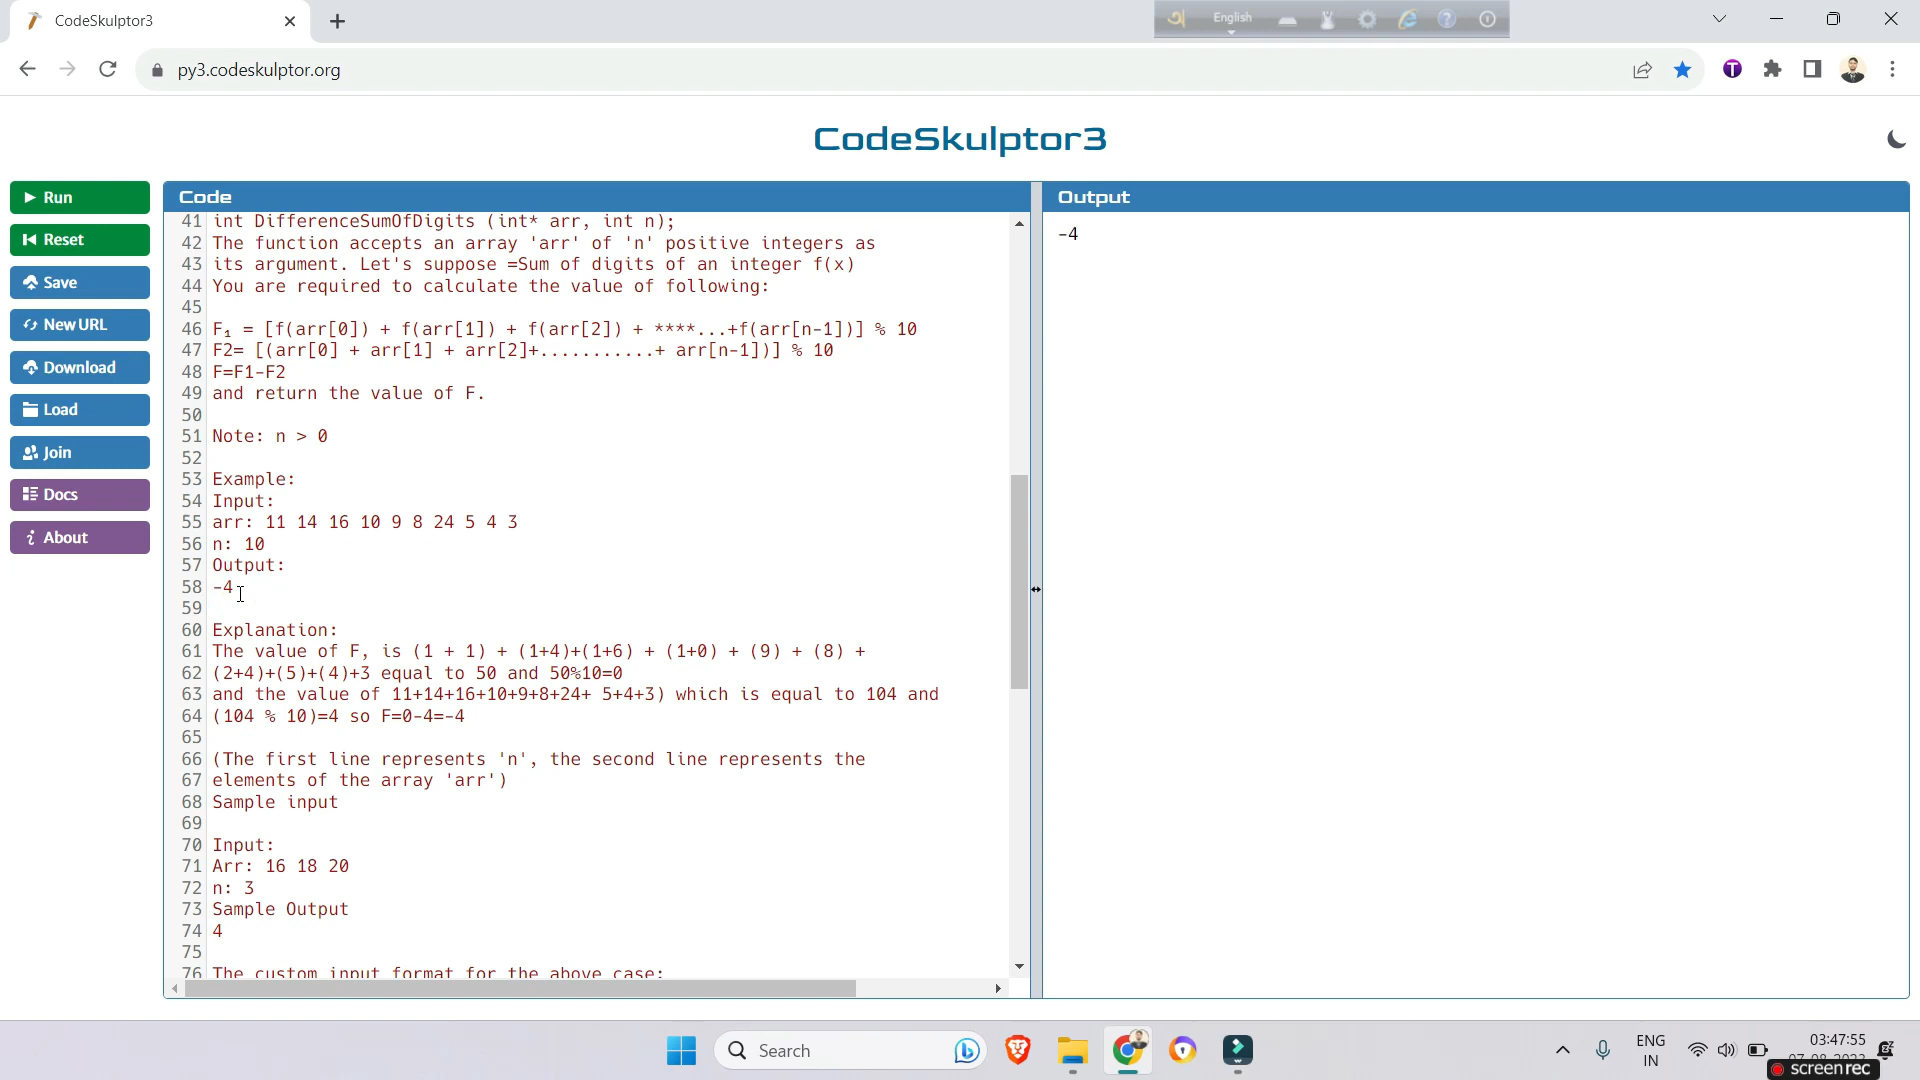 CodeSkulptor3
English
py3.codeskulptor.org
CodeSkulptor3
Run
Reset
Save
New URL
Download
Load
Join
Docs
About
Code
41 int DifferenceSumOfDigits (int* arr, int n);
42 The function accepts an array 'arr' of 'n' positive integers as
43 its argument. Let's suppose =Sum of digits of an integer f(x)
44 You are required to calculate the value of following:
45
46 F₁ = [f(arr[0]) + f(arr[1]) + f(arr[2]) + ****...+f(arr[n-1])] % 10
47 F2= [(arr[0] + arr[1] + arr[2]+...........+ arr[n-1])] % 10
48 F=F1-F2
49 and return the value of F.
50
51 Note: n > 0
52
53 Example:
54 Input:
55 arr: 11 14 16 10 9 8 24 5 4 3
56 n: 10
57 Output:
58 -4
59
60 Explanation:
61 The value of F, is (1 + 1) + (1+4)+(1+6) + (1+0) + (9) + (8) +
62 (2+4)+(5)+(4)+3 equal to 50 and 50%10=0
63 and the value of 11+14+16+10+9+8+24+ 5+4+3) which is equal to 104 and
64 (104 % 10)=4 so F=0-4=-4
65
66 (The first line represents 'n', the second line represents the
67 elements of the array 'arr')
68 Sample input
69
70 Input:
71 Arr: 16 18 20
72 n: 3
73 Sample Output
74 4
75
76 The custom input format for the above case:
Output
-4
Search
ENG
IN
03:47:55
07-08-2023
screenrec